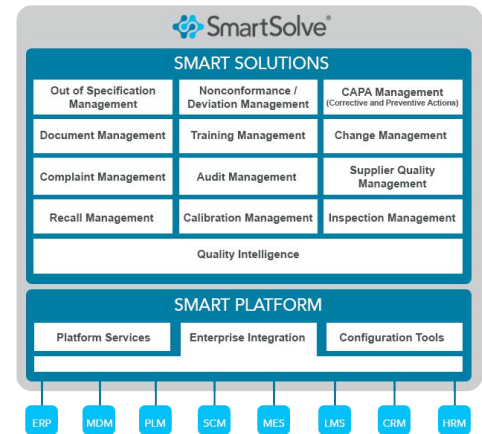 SmartSolve®
SMART SOLUTIONS
Out of Specification
Management
Nonconformance /
Deviation Management
CAPA Management
(Corrective and Preventive Actions)
Document Management
Training Management
Change Management
Complaint Management
Audit Management
Supplier Quality
Management
Recall Management
Calibration Management
Inspection Management
Quality Intelligence
SMART PLATFORM
Platform Services
Enterprise Integration
Configuration Tools
ERP
MDM
PLM
SCM
MES
LMS
CRM
HRM